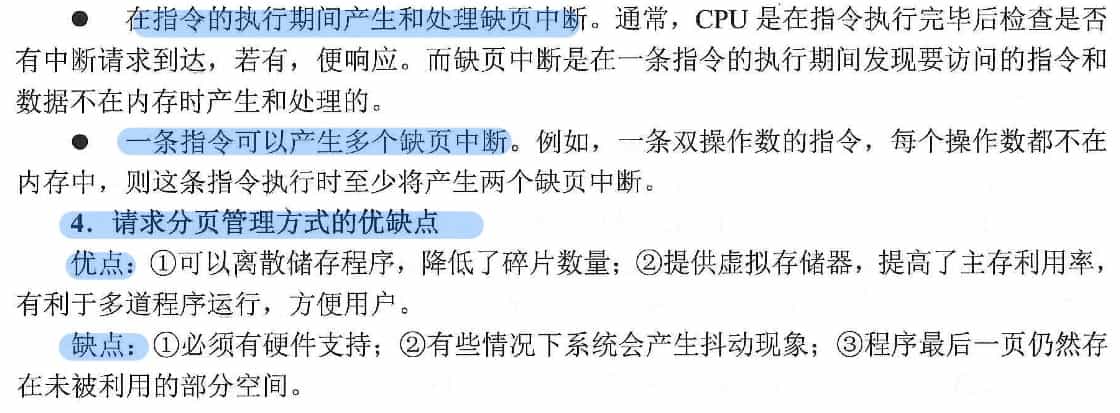 ● 在指令的执行期间产生和处理缺页中断。通常，CPU 是在指令执行完毕后检查是否
有中断请求到达，若有，便响应。而缺页中断是在一条指令的执行期间发现要访问的指令和
数据不在内存时产生和处理的。
● 一条指令可以产生多个缺页中断。例如，一条双操作数的指令，每个操作数都不在
内存中，则这条指令执行时至少将产生两个缺页中断。
4．请求分页管理方式的优缺点
优点：①可以离散储存程序，降低了碎片数量；②提供虚拟存储器，提高了主存利用率，
有利于多道程序运行，方便用户。
缺点：①必须有硬件支持；②有些情况下系统会产生抖动现象；③程序最后一页仍然存
在未被利用的部分空间。